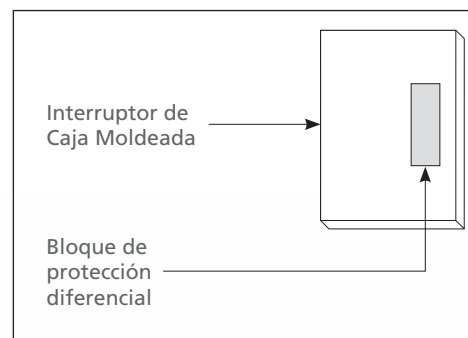 Interruptor de
Caja Moldeada
Bloque de
protección
diferencial